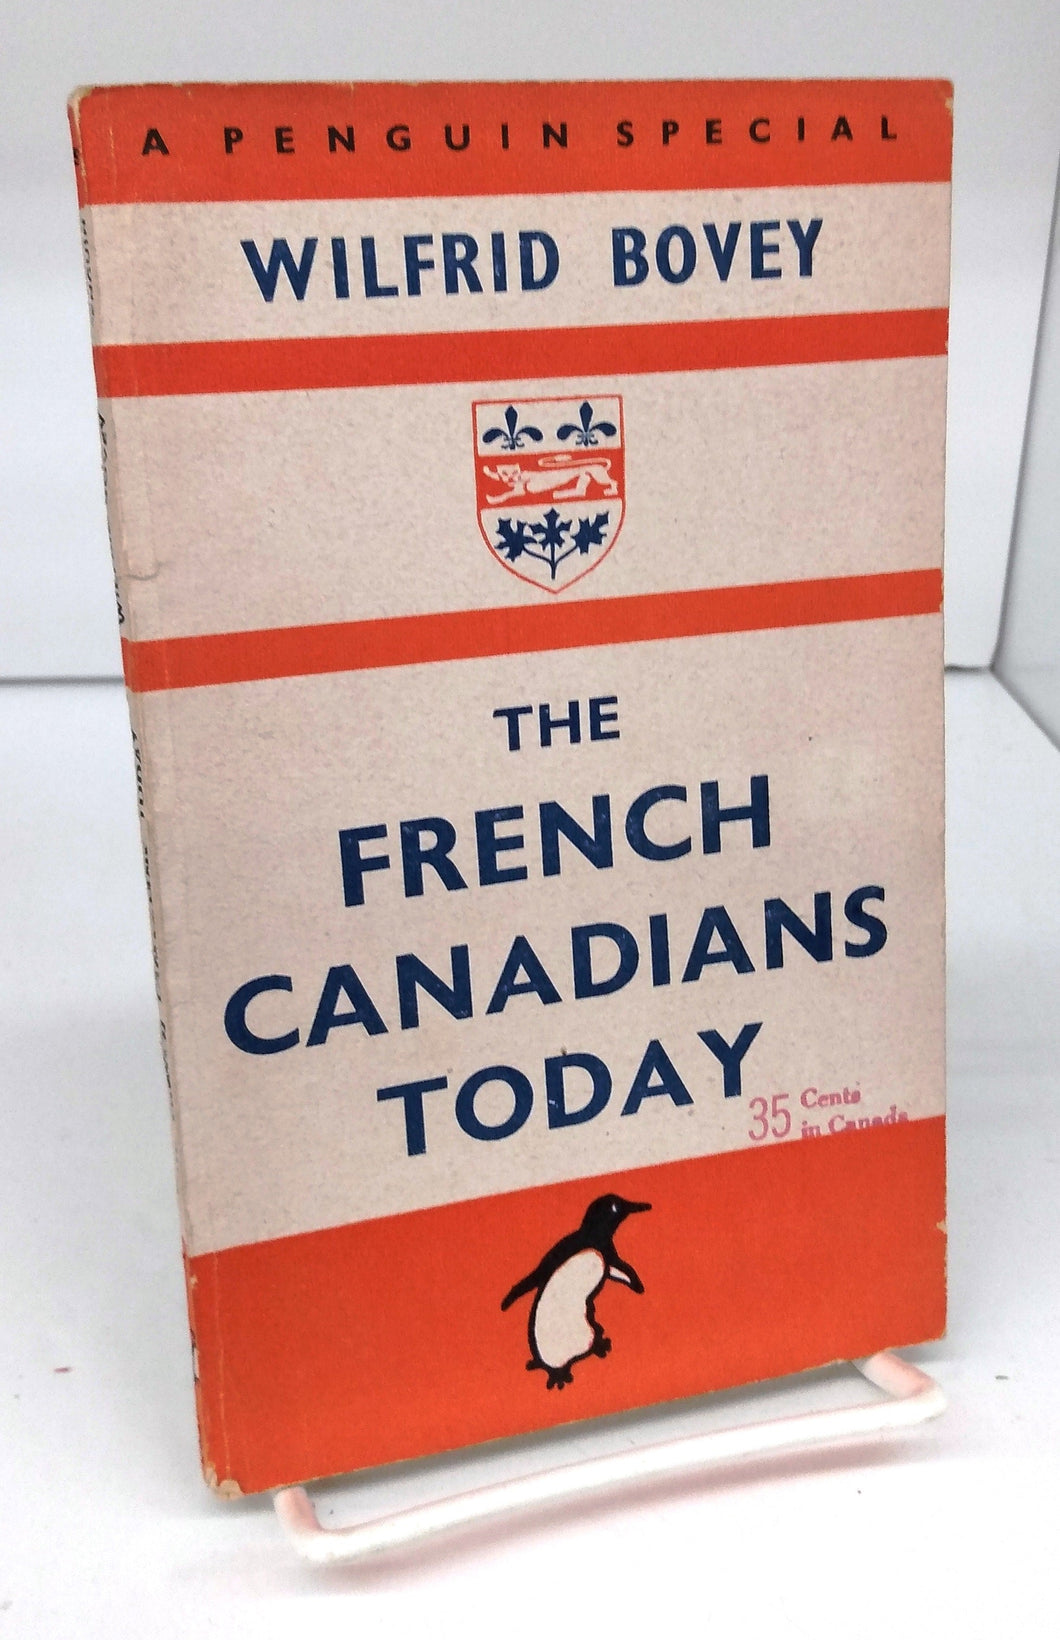 A PENGUIN SPECIAL
WILFRID BOVEY
THE
FRENCH
CANADIANS
TODAY
35 Cents
in Canada